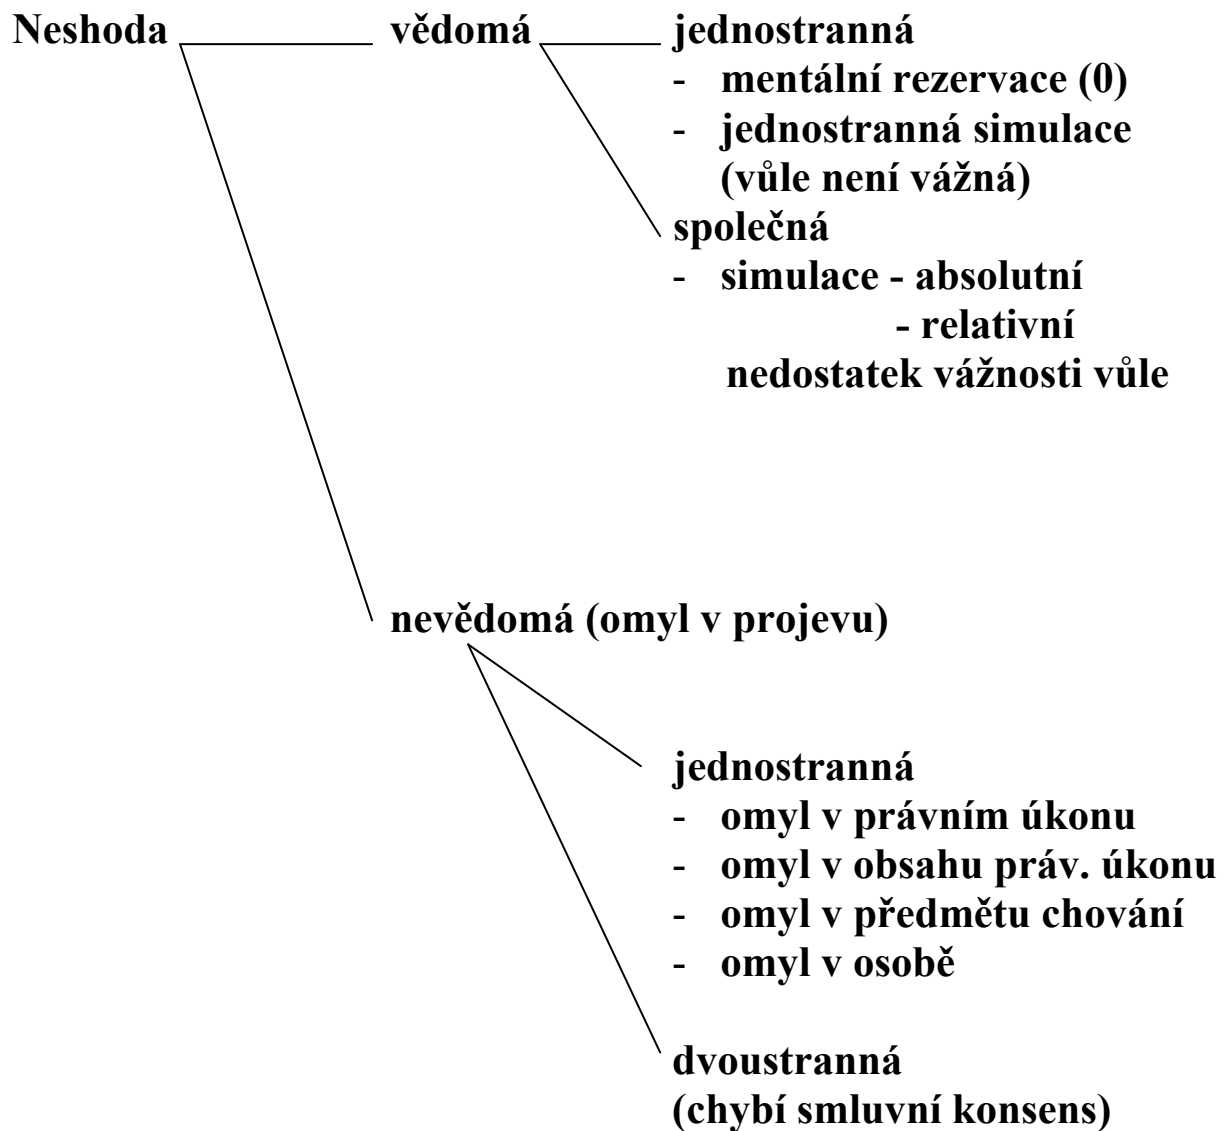 Neshoda vědomá jednostranná
- mentální rezervace (0)
- jednostranná simulace
(vůle není vážná)
společná
- simulace - absolutní
- relativní
nedostatek vážnosti vůle
nevědomá (omyl v projevu)
jednostranná
- omyl v právním úkonu
- omyl v obsahu práv. úkonu
- omyl v předmětu chování
- omyl v osobě
dvoustranná
(chybí smluvní konsens)